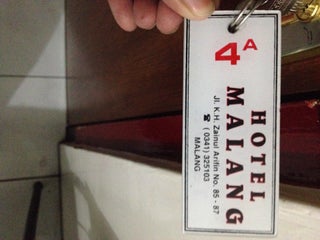 4A
HOTEL
MALANG
Jl. K.H. Zainul Arifin No. 85 - 87
☎ (0341) 325103
MALANG